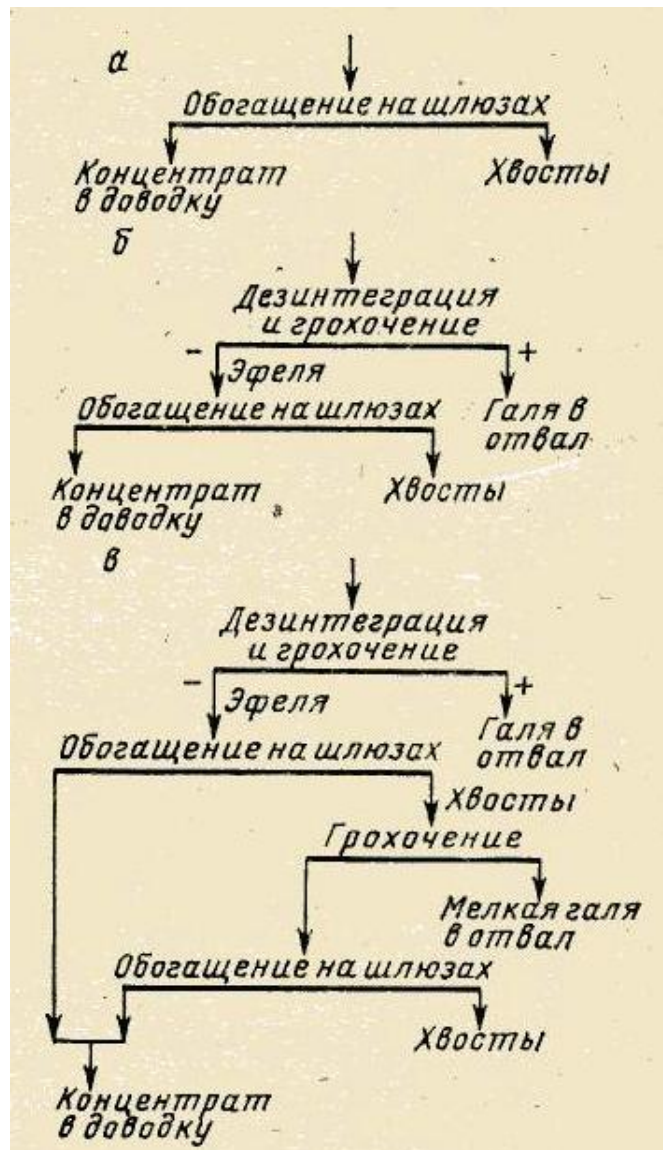 а
Обогащение на шлюзах
Концентрат
в доводку
Хвосты
б
Дезинтеграция
и грохочение
- +
Эфеля
Обогащение на шлюзах
Галя в
отвал
Концентрат
в доводку
Хвосты
в
Дезинтеграция
и грохочение
- +
Эфеля
Галя в
отвал
Обогащение на шлюзах
Хвосты
Грохочение
Мелкая галя
в отвал
Обогащение на шлюзах
Хвосты
Концентрат
в доводку